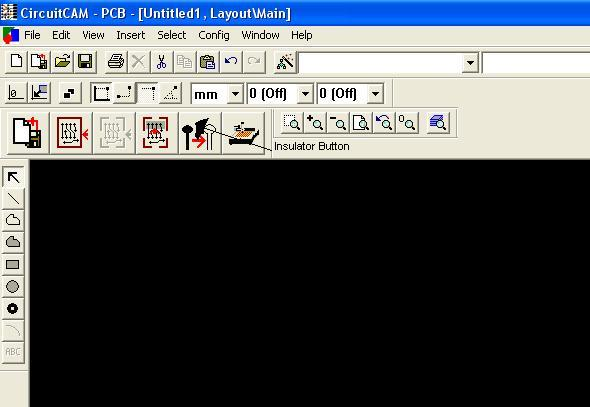 CircuitCAM - PCB - [Untitled1 , Layout\Main]
File Edit View Insert Select Config Window Help
mm 0 (Off) 0 (Off)
Insulator Button
ABC